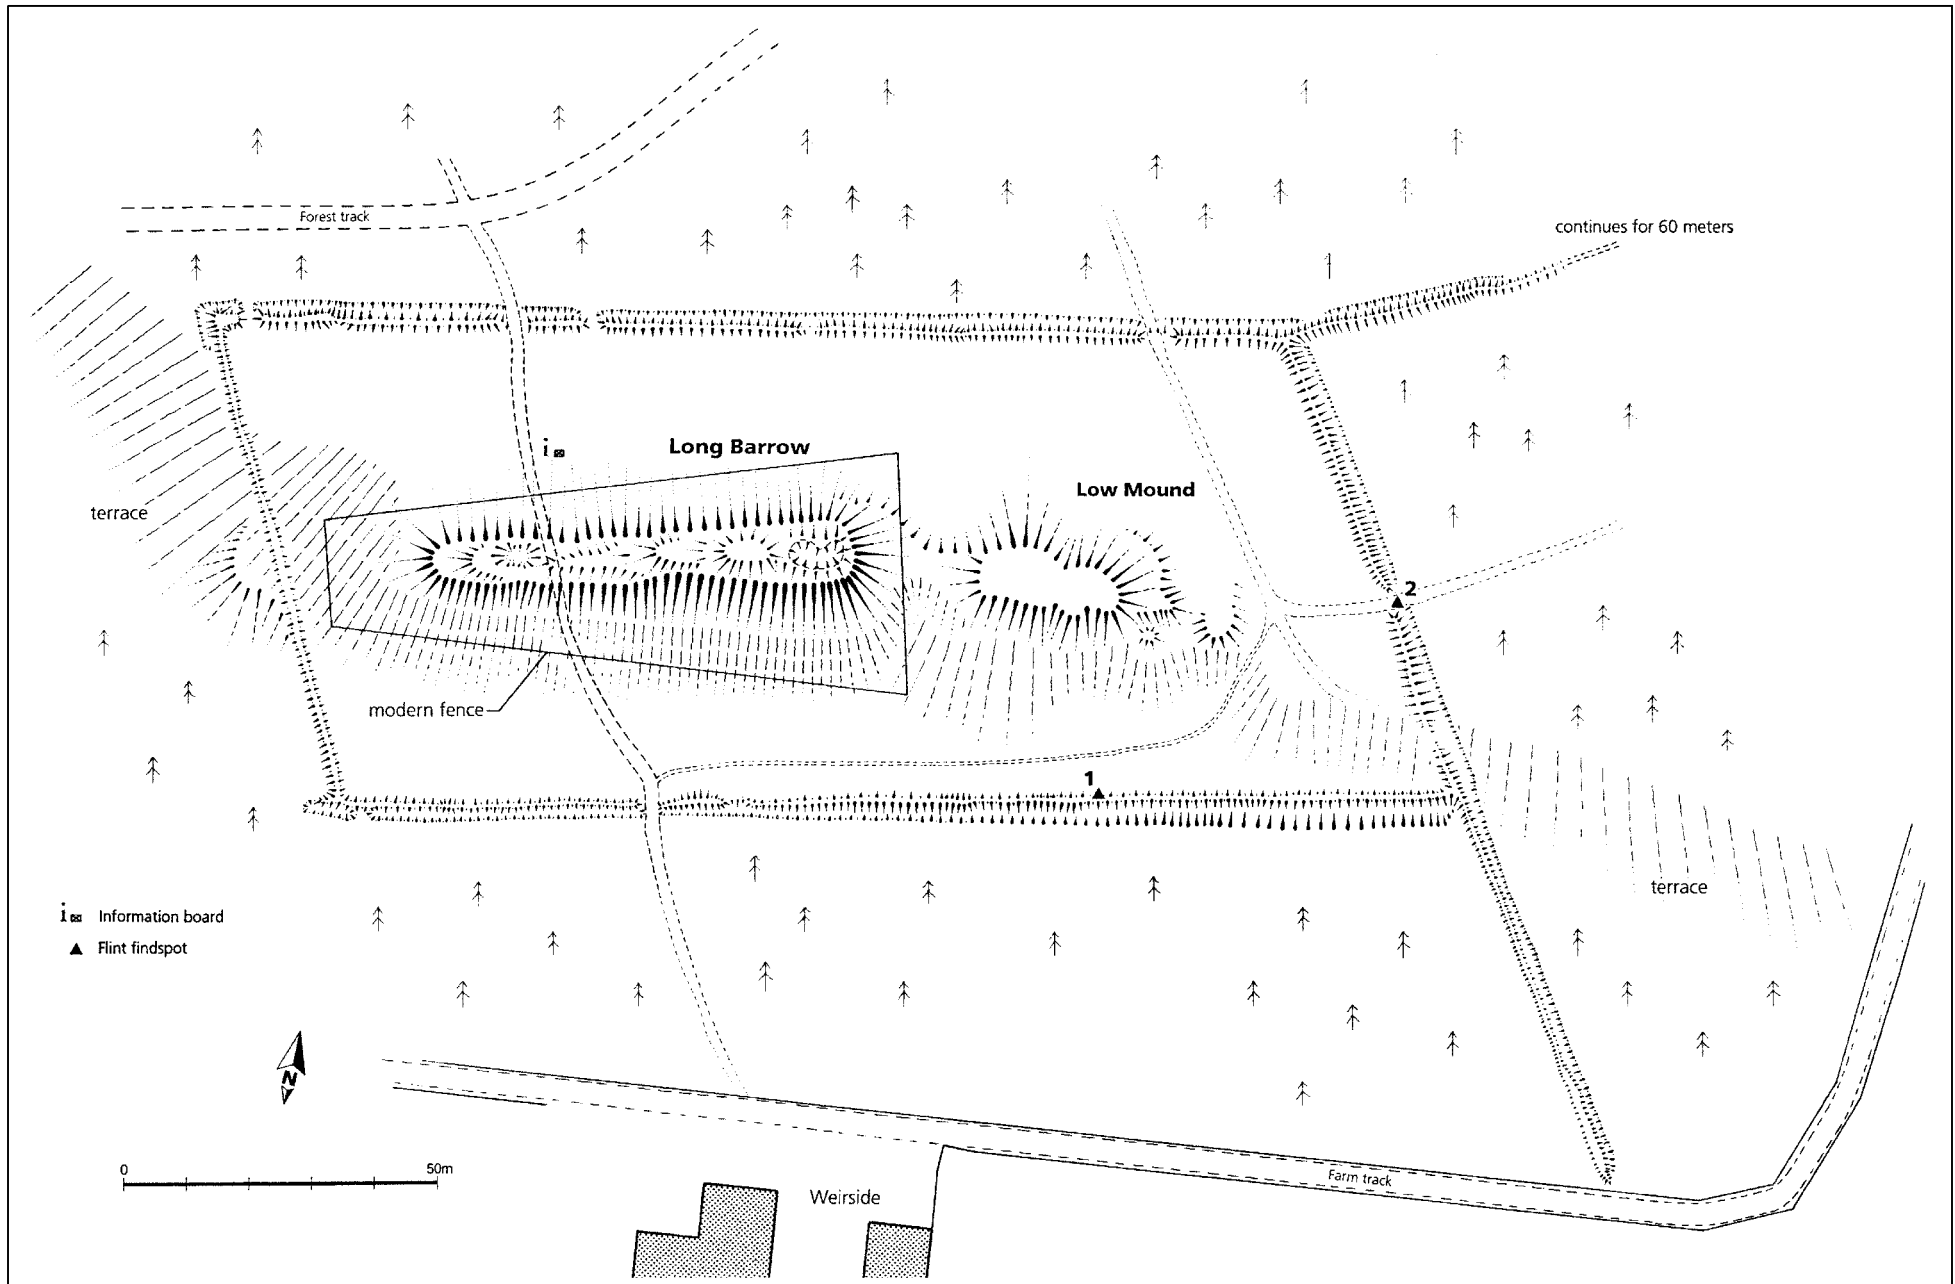 Forest track
continues for 60 meters
i
Long Barrow
Low Mound
terrace
2
modern fence
1
terrace
i Information board
Flint findspot
N
0 50m
Weirside
Farm track